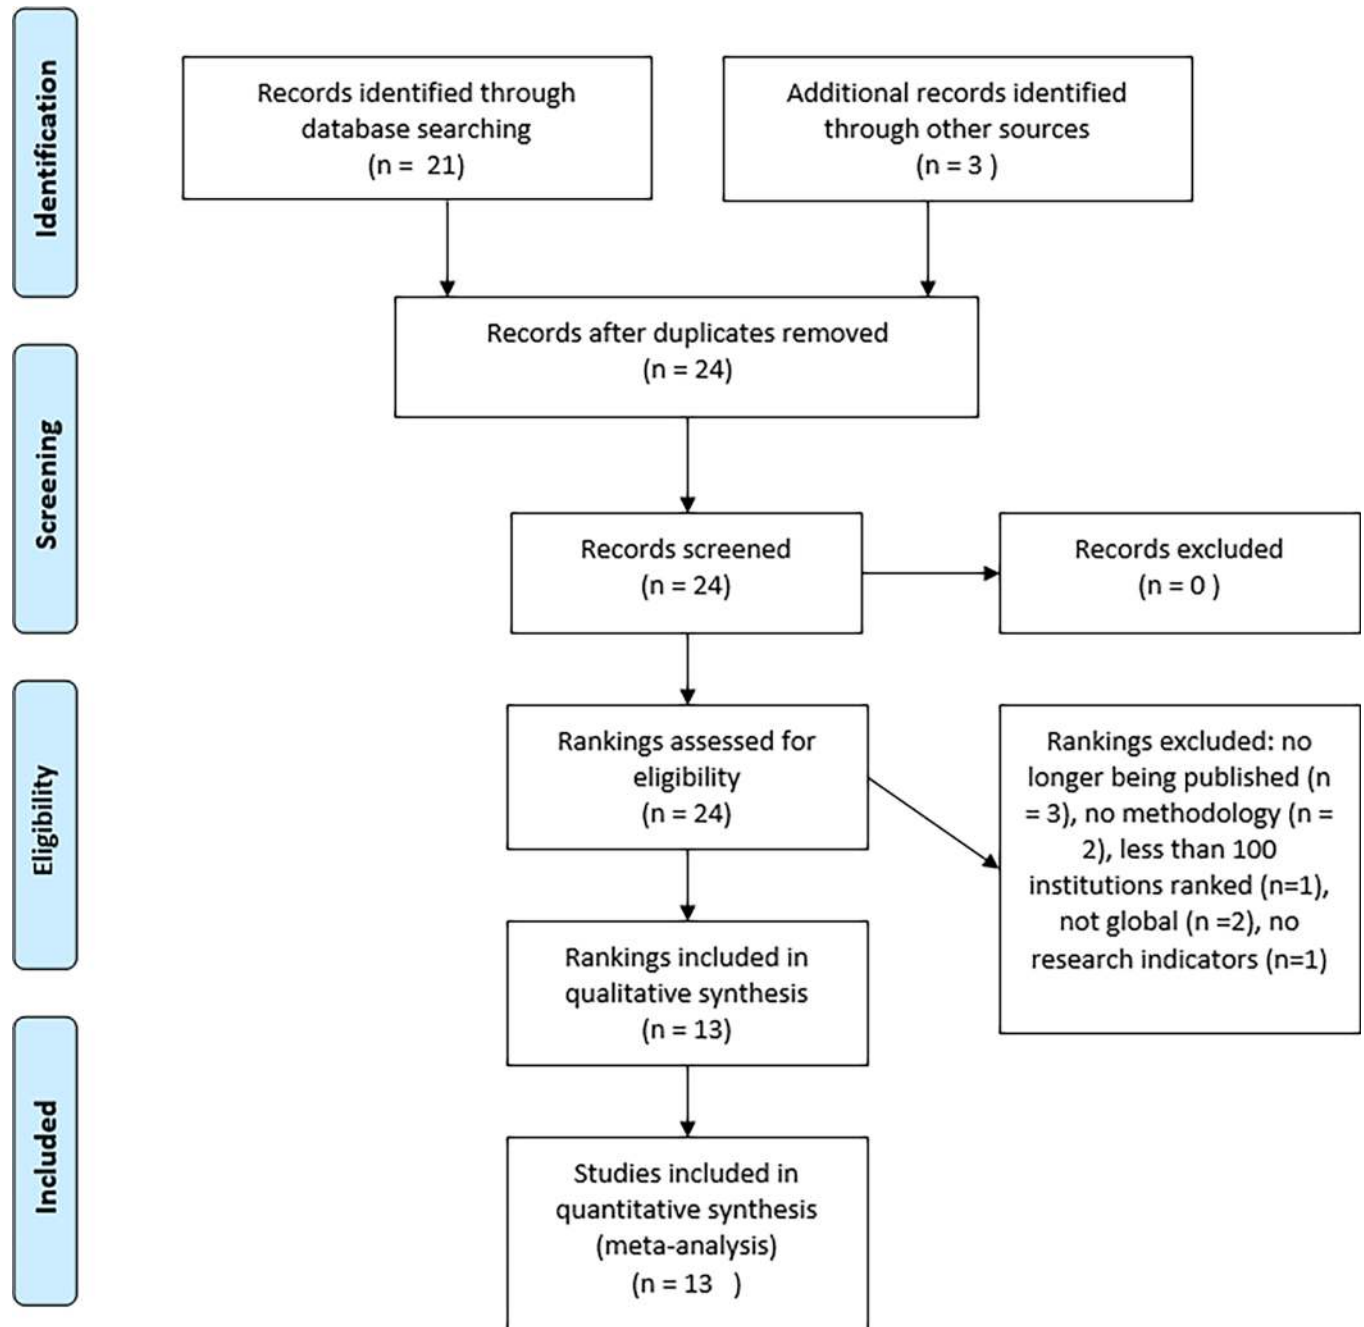 Identification
Records identified through
database searching
(n = 21)
Additional records identified
through other sources
(n = 3 )
Records after duplicates removed
(n = 24)
Screening
Records screened
(n = 24)
Records excluded
(n = 0 )
Eligibility
Rankings assessed for
eligibility
(n = 24)
Rankings excluded: no
longer being published (n
= 3), no methodology (n =
2), less than 100
institutions ranked (n=1),
not global (n =2), no
research indicators (n=1)
Rankings included in
qualitative synthesis
(n = 13)
Included
Studies included in
quantitative synthesis
(meta-analysis)
(n = 13 )